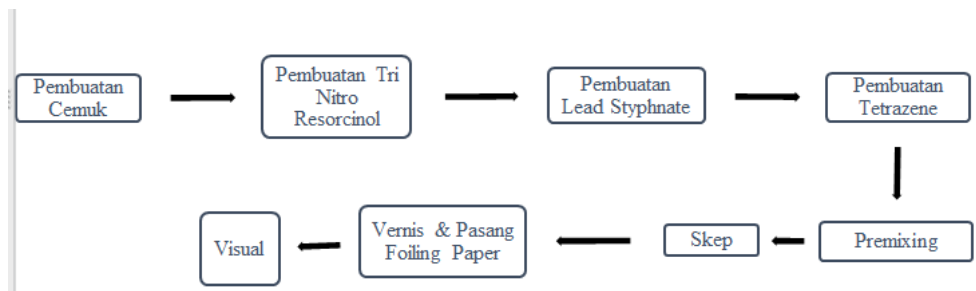 Pembuatan
Cemuk
Pembuatan Tri
Nitro
Resorcinol
Pembuatan
Lead Styphnate
Pembuatan
Tetrazene
Premixing
Skep
Vernis & Pasang
Foiling Paper
Visual